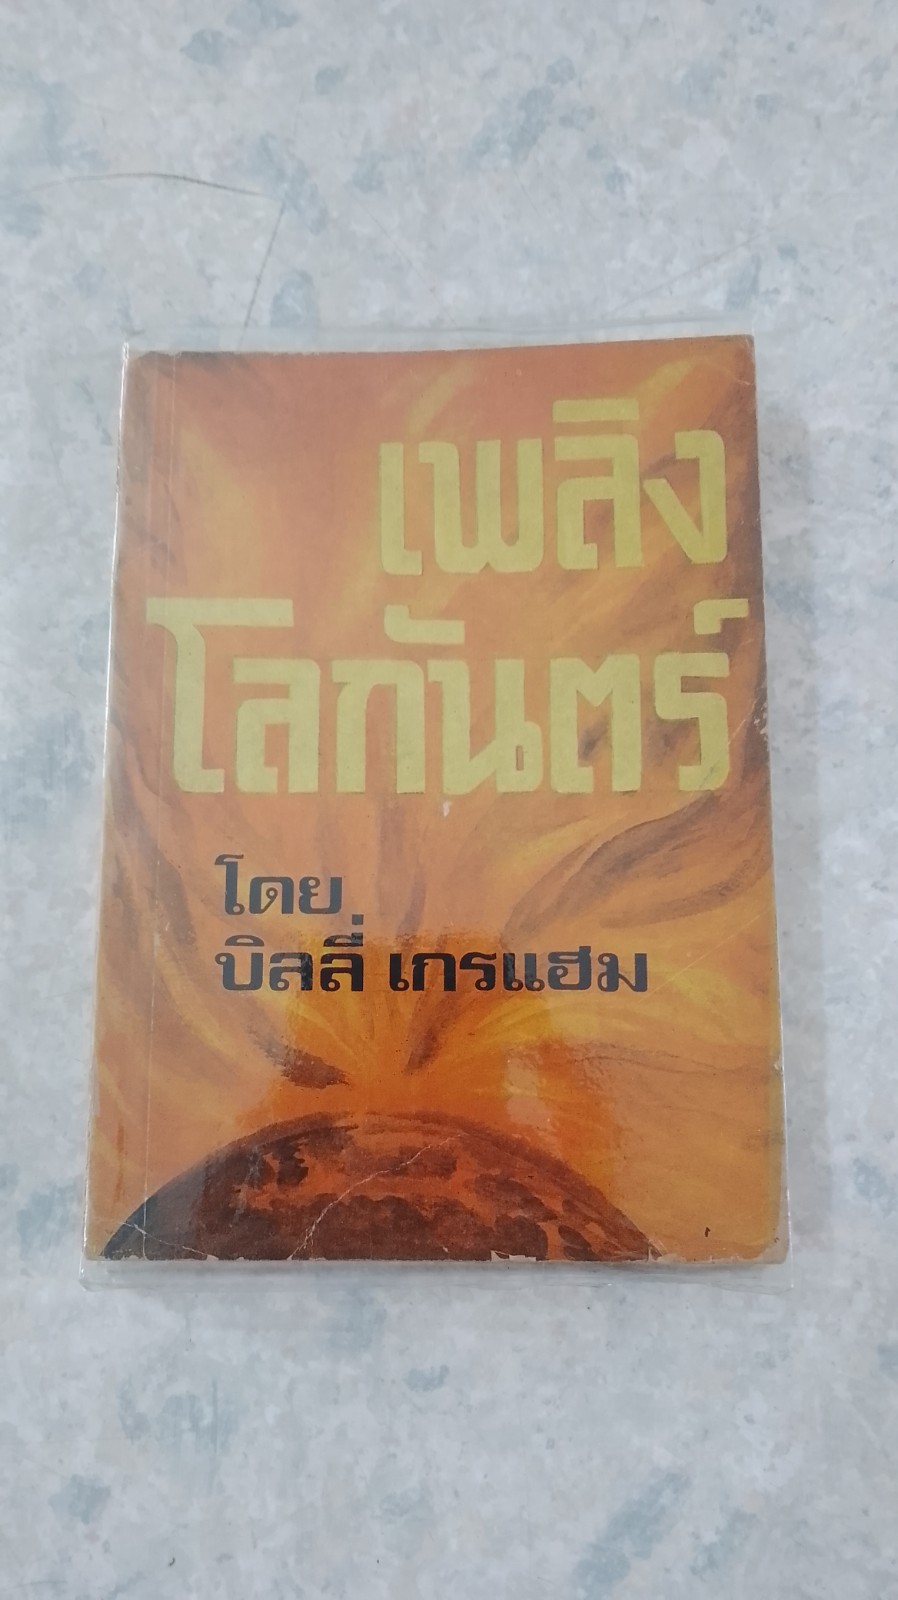 เพลิง
โลกันตร์
โดย
บิลลี่ เกรแฮม